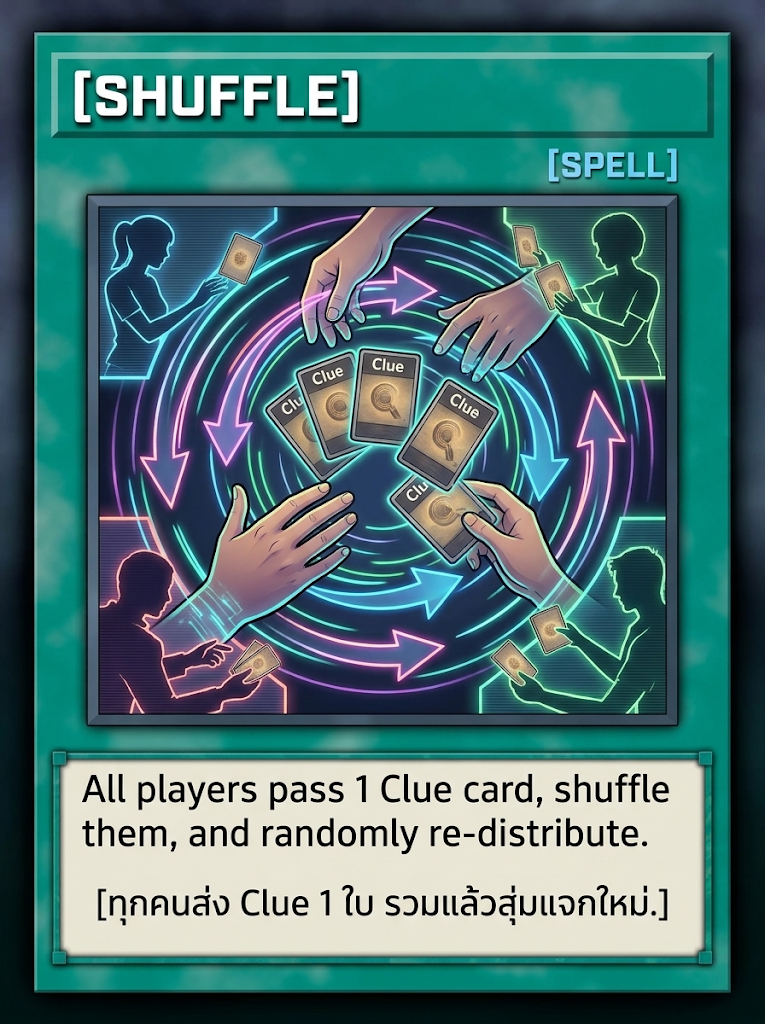 [SHUFFLE]
[SPELL]
Clu
Clue
Clue
Clue
Clu
All players pass 1 Clue card, shuffle
them, and randomly re-distribute.
[ทุกคนส่ง Clue 1 ใบ รวมแล้วสุ่มแจกใหม่.]